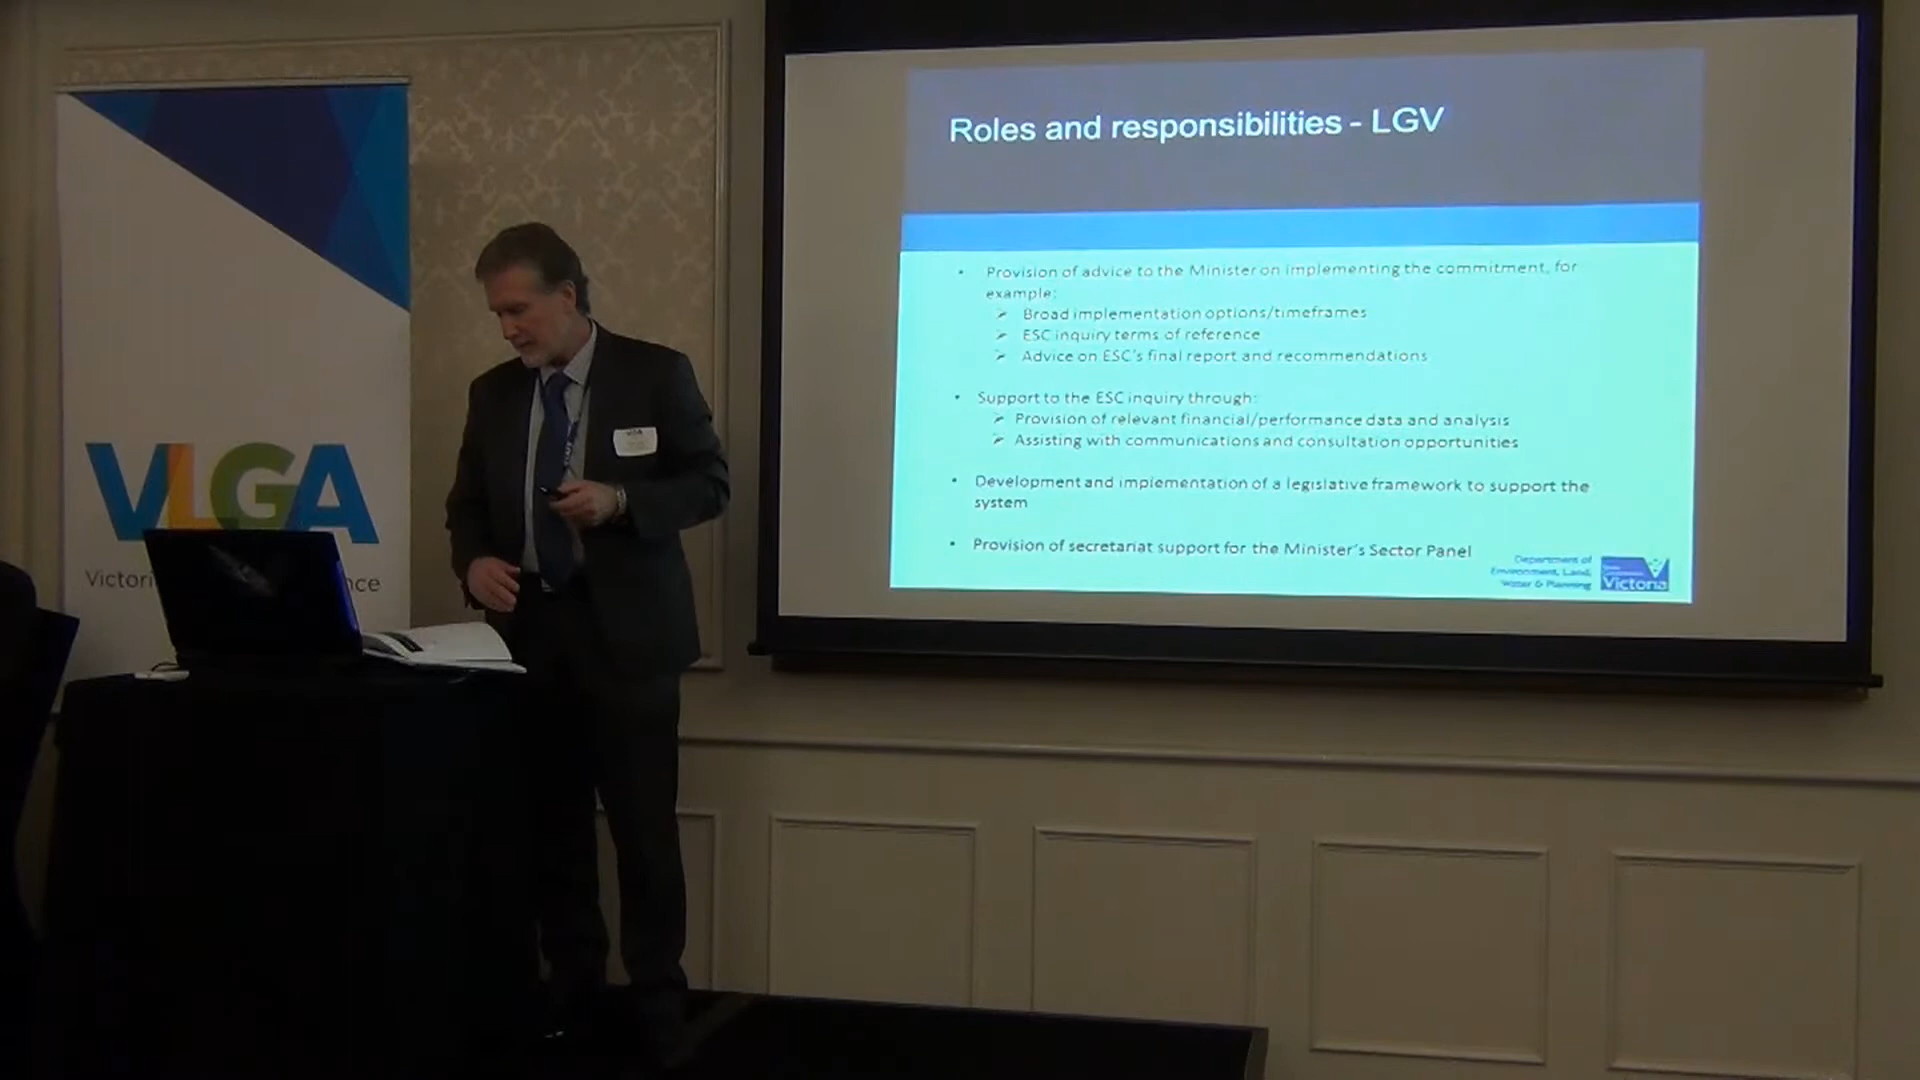 VLGA
Victori
nce
Roles and responsibilities - LGV
• Provision of advice to the Minister on implementing the commitment, for
example:
➢ Broad implementation options/timeframes
➢ ESC inquiry terms of reference
➢ Advice on ESC's final report and recommendations
• Support to the ESC inquiry through:
➢ Provision of relevant financial/performance data and analysis
➢ Assisting with communications and consultation opportunities
• Development and implementation of a legislative framework to support the
system
• Provision of secretariat support for the Minister's Sector Panel
Department of
Environment, Land,
Water & Planning
Victoria